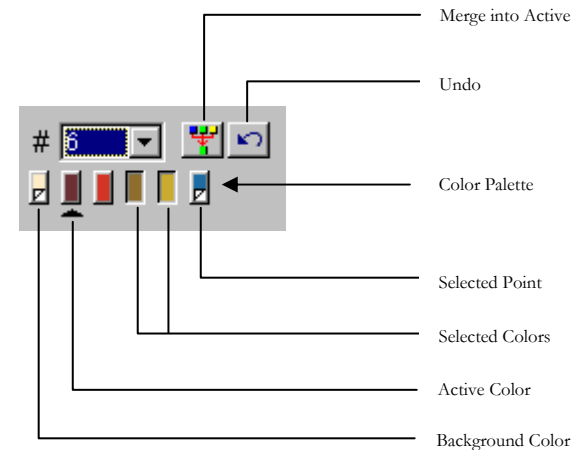 Merge into Active
Undo
# 6
Color Palette
Selected Point
Selected Colors
Active Color
Background Color